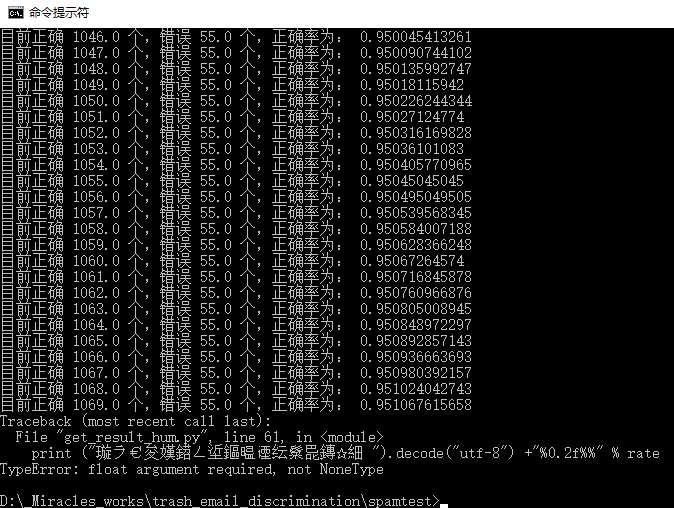 命令提示符
目前正确 1046.0 个，错误 55.0 个，正确率为： 0.950045413261
目前正确 1047.0 个，错误 55.0 个，正确率为： 0.950090744102
目前正确 1048.0 个，错误 55.0 个，正确率为： 0.950135992747
目前正确 1049.0 个，错误 55.0 个，正确率为： 0.95018115942
目前正确 1050.0 个，错误 55.0 个，正确率为： 0.950226244344
目前正确 1051.0 个，错误 55.0 个，正确率为： 0.95027124774
目前正确 1052.0 个，错误 55.0 个，正确率为： 0.950316169828
目前正确 1053.0 个，错误 55.0 个，正确率为： 0.95036101083
目前正确 1054.0 个，错误 55.0 个，正确率为： 0.950405770965
目前正确 1055.0 个，错误 55.0 个，正确率为： 0.95045045045
目前正确 1056.0 个，错误 55.0 个，正确率为： 0.950495049505
目前正确 1057.0 个，错误 55.0 个，正确率为： 0.950539568345
目前正确 1058.0 个，错误 55.0 个，正确率为： 0.950584007188
目前正确 1059.0 个，错误 55.0 个，正确率为： 0.950628366248
目前正确 1060.0 个，错误 55.0 个，正确率为： 0.95067264574
目前正确 1061.0 个，错误 55.0 个，正确率为： 0.950716845878
目前正确 1062.0 个，错误 55.0 个，正确率为： 0.950760966876
目前正确 1063.0 个，错误 55.0 个，正确率为： 0.950805008945
目前正确 1064.0 个，错误 55.0 个，正确率为： 0.950848972297
目前正确 1065.0 个，错误 55.0 个，正确率为： 0.950892857143
目前正确 1066.0 个，错误 55.0 个，正确率为： 0.950936663693
目前正确 1067.0 个，错误 55.0 个，正确率为： 0.950980392157
目前正确 1068.0 个，错误 55.0 个，正确率为： 0.951024042743
目前正确 1069.0 个，错误 55.0 个，正确率为： 0.951067615658
Traceback (most recent call last):
File "get_result_hum.py", line 61, in <module>
print (" ").decode("utf-8") +"%0.2f%%" % rate
TypeError: float argument required, not NoneType
D:\_Miracles_works\trash_email_discrimination\spamtest>